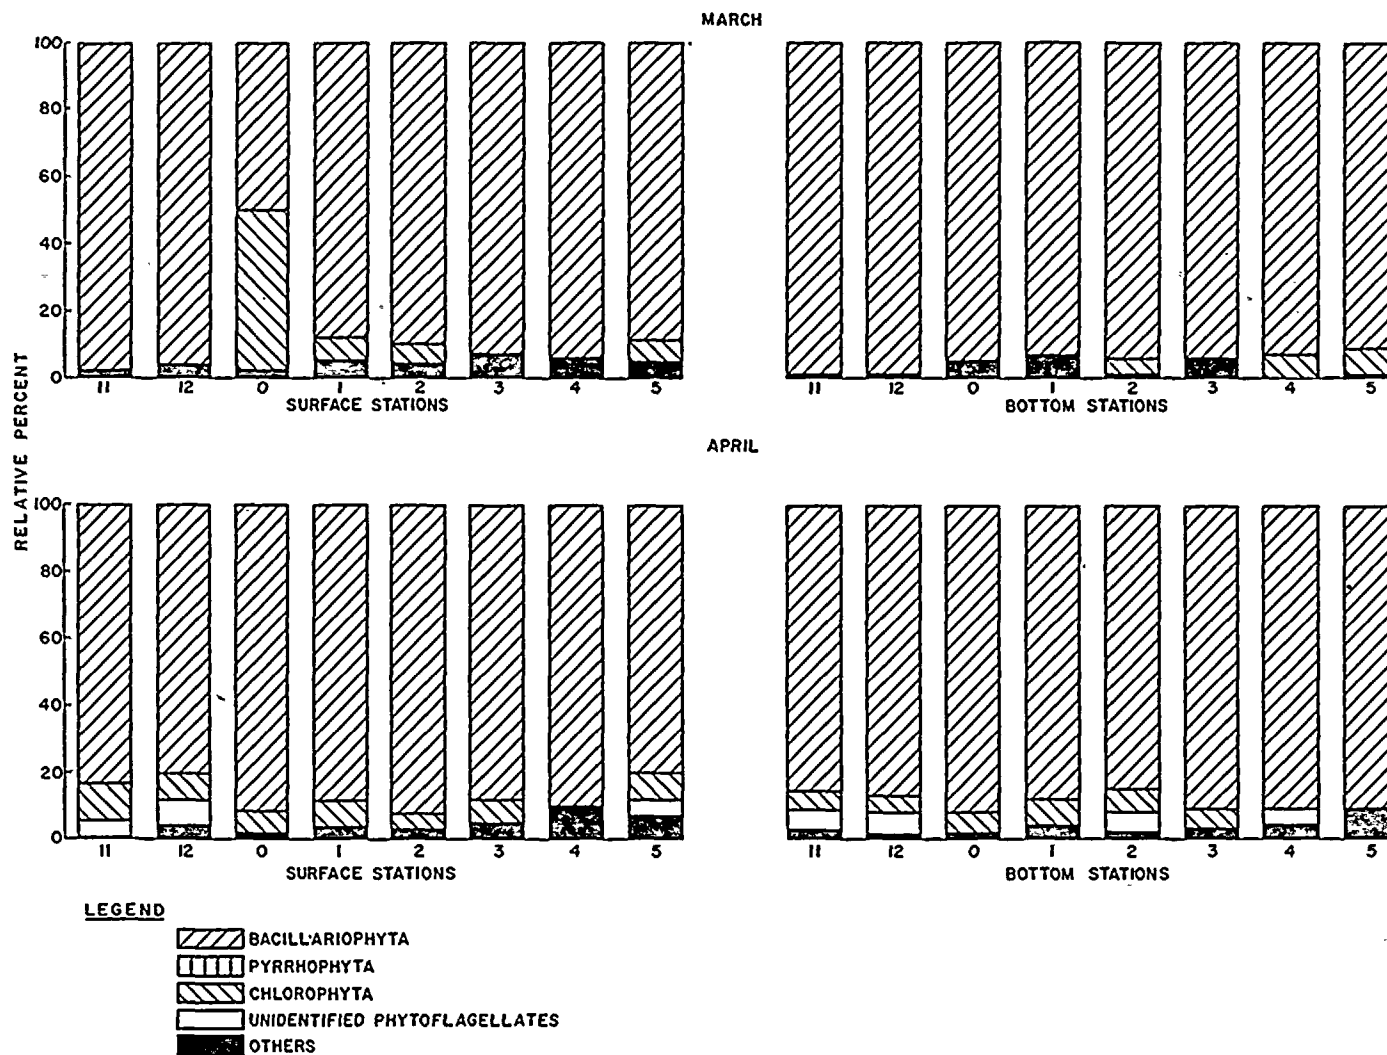 MARCH
100
80
60
40
20
0
11 12 0 1 2 3 4 5
SURFACE STATIONS
11 12 0 1 2 3 4 5
BOTTOM STATIONS
RELATIVE PERCENT
APRIL
100
80
60
40
20
0
11 12 0 1 2 3 4 5
SURFACE STATIONS
11 12 0 1 2 3 4 5
BOTTOM STATIONS
LEGEND
BACILL'ARIOPHYTA
PYRRHOPHYTA
CHLOROPHYTA
UNIDENTIFIED PHYTOFLAGELLATES
OTHERS